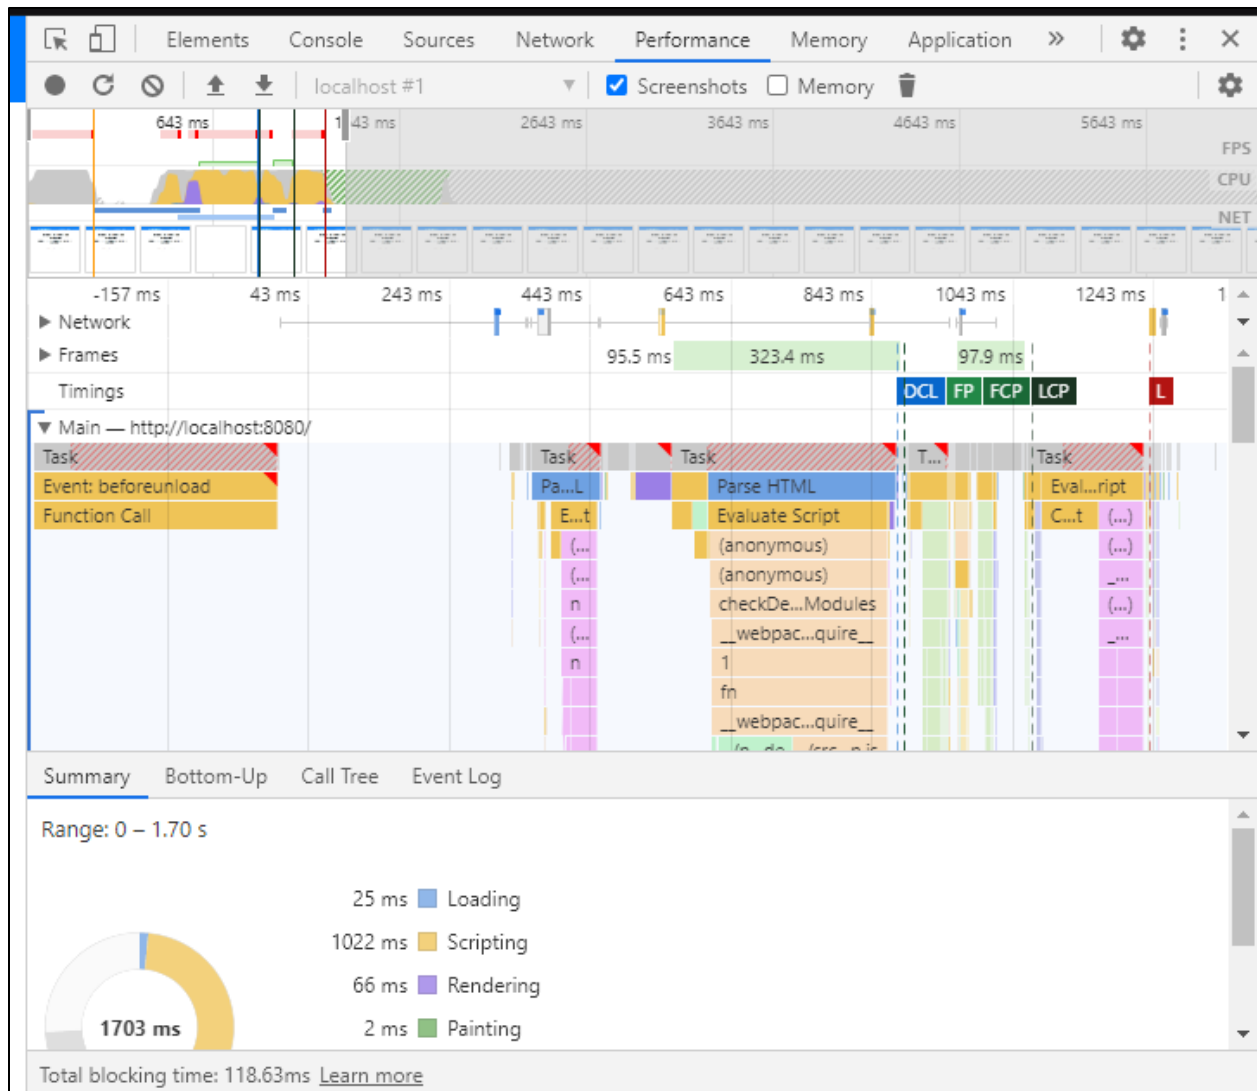 Elements Console Sources Network Performance Memory Application »
localhost #1 Screenshots Memory
643 ms 1 43 ms 2643 ms 3643 ms 4643 ms 5643 ms
FPS
CPU
NET
-157 ms 43 ms 243 ms 443 ms 643 ms 843 ms 1043 ms 1243 ms 1
Network
Frames 95.5 ms 323.4 ms 97.9 ms
Timings DCL FP FCP LCP L
Main — http://localhost:8080/
Task Task Task T... Task
Event: beforeunload Pa...L Parse HTML Eval...ript
Function Call E...t Evaluate Script C...t (...)
(... (anonymous) (...)
(... (anonymous) _...
n checkDe...Modules (...)
(... __webpac...quire__ _...
n 1
fn
__webpac...quire__
Summary Bottom-Up Call Tree Event Log
Range: 0 – 1.70 s
25 ms Loading
1022 ms Scripting
66 ms Rendering
1703 ms 2 ms Painting
Total blocking time: 118.63ms Learn more